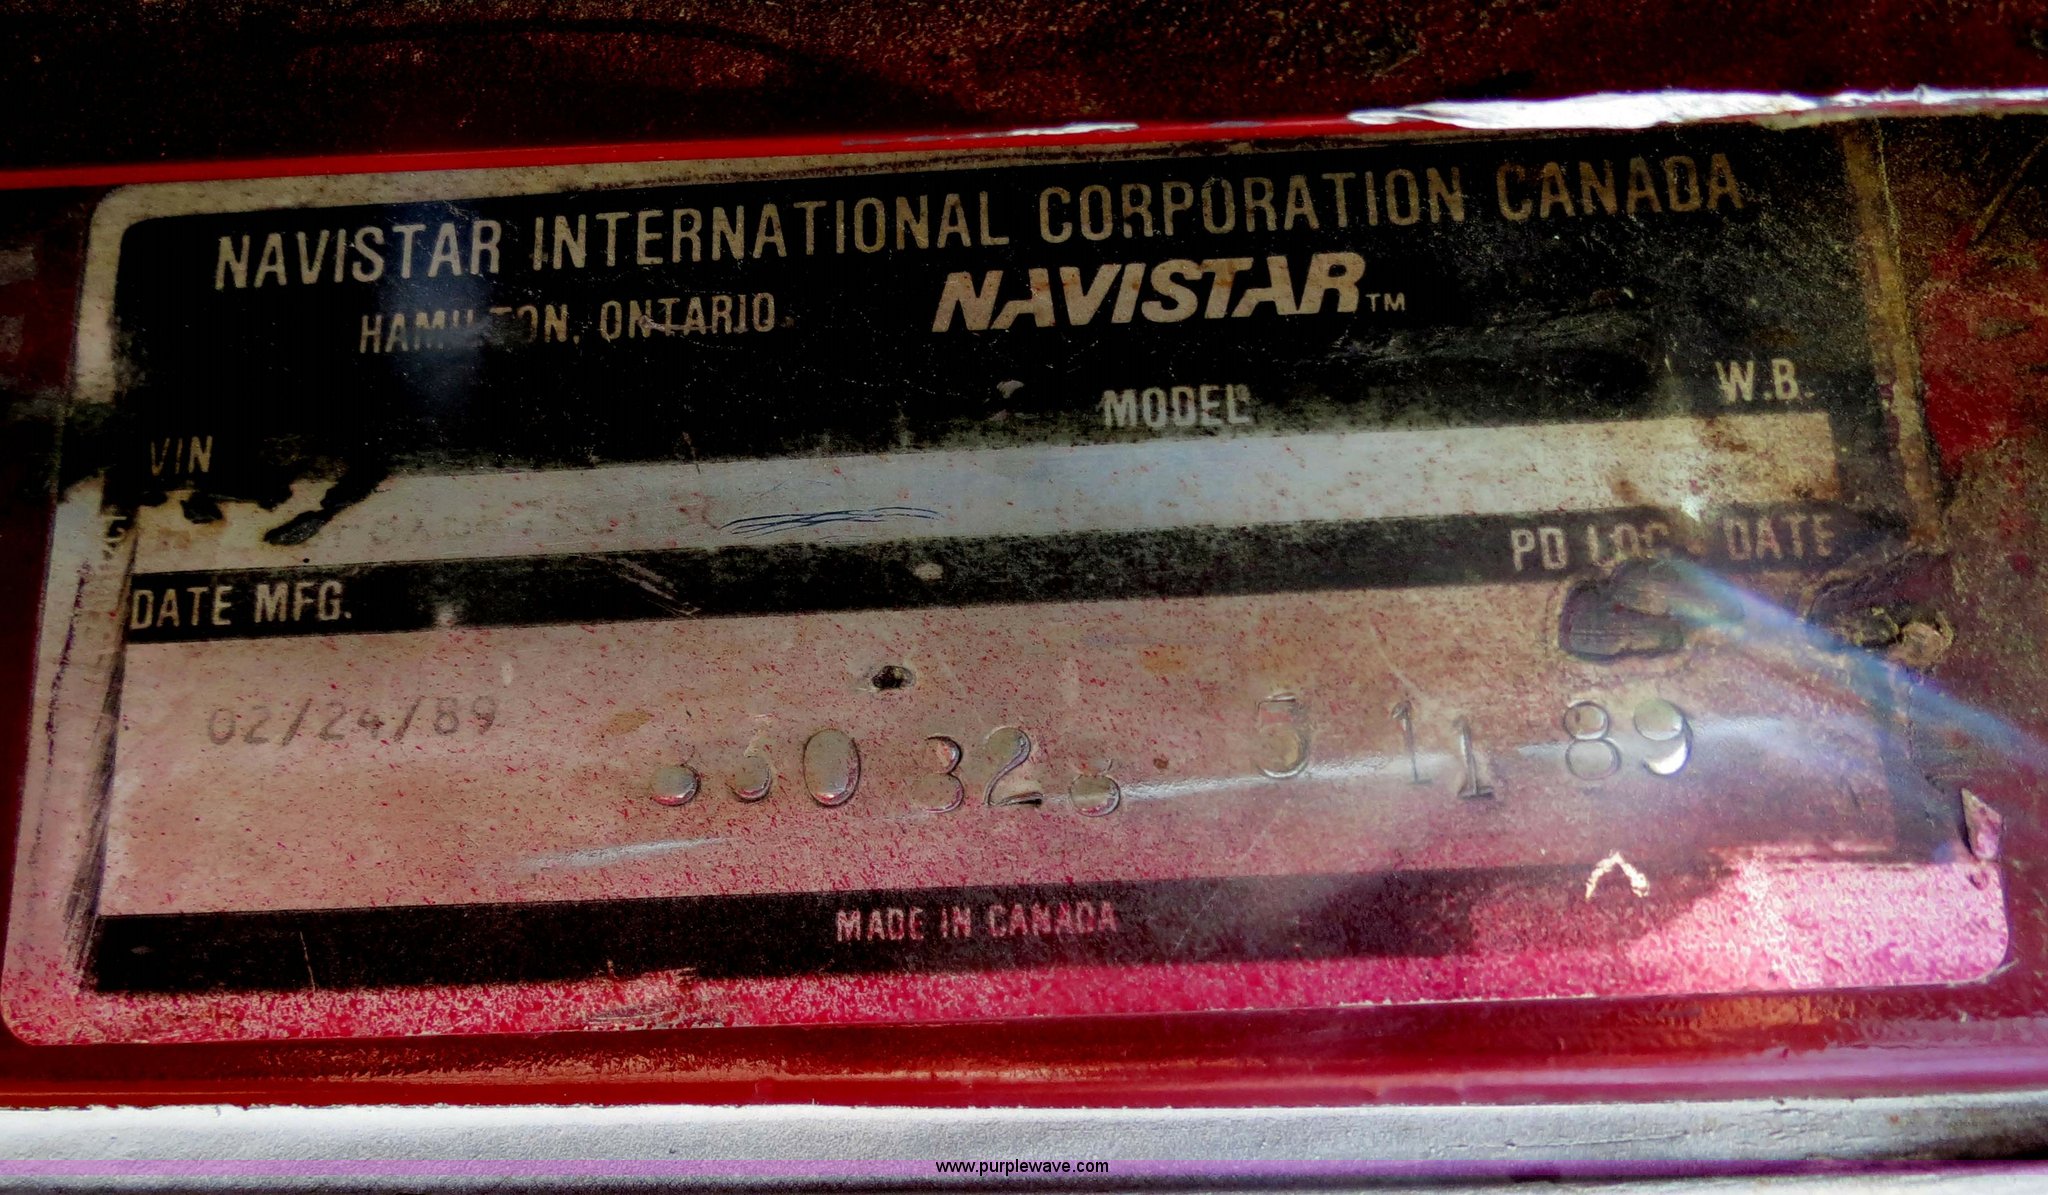 NAVISTAR INTERNATIONAL CORPORATION CANADA
HAMILTON, ONTARIO NAVISTAR™
VIN MODEL W.B.
DATE MFG. PD LOC. DATE
02/24/89 5 11 89
MADE IN CANADA
www.purplewave.com